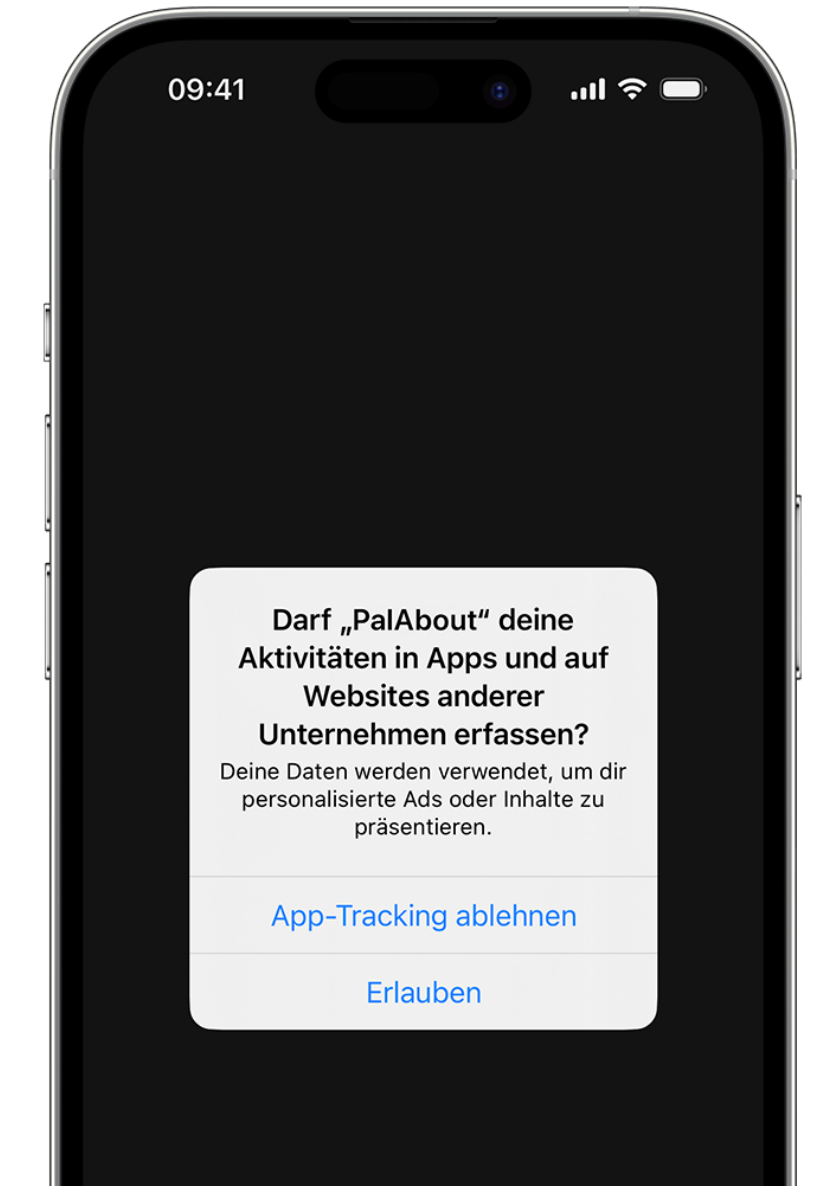 09:41
Darf „PalAbout“ deine
Aktivitäten in Apps und auf
Websites anderer
Unternehmen erfassen?
Deine Daten werden verwendet, um dir
personalisierte Ads oder Inhalte zu
präsentieren.
App-Tracking ablehnen
Erlauben